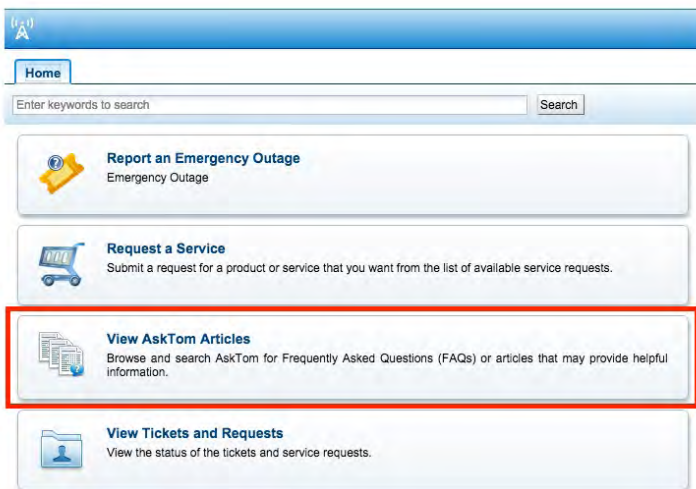 Home
Enter keywords to search
Search
Report an Emergency Outage
Emergency Outage
Request a Service
Submit a request for a product or service that you want from the list of available service requests.
View AskTom Articles
Browse and search AskTom for Frequently Asked Questions (FAQs) or articles that may provide helpful
information.
View Tickets and Requests
View the status of the tickets and service requests.